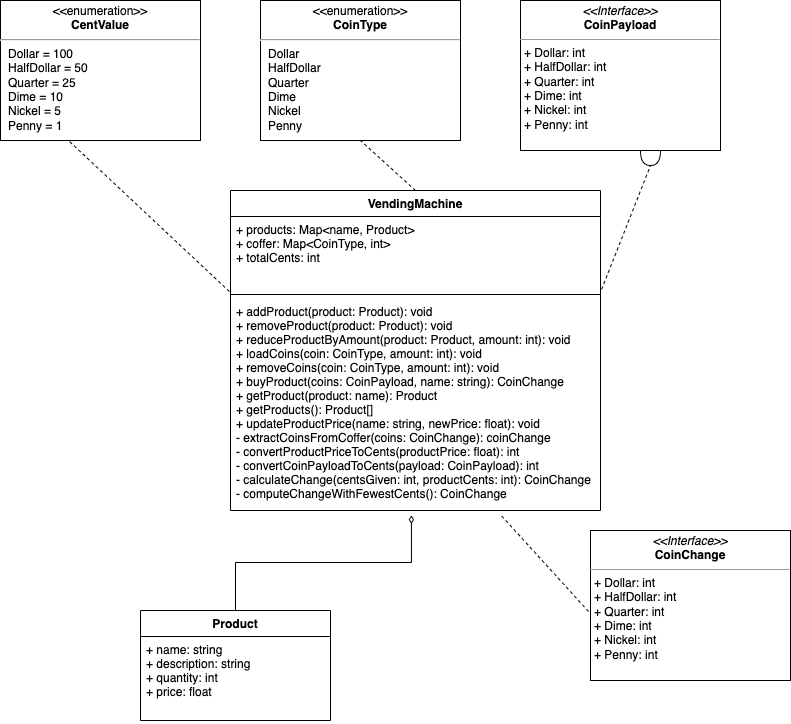 <<enumeration>>
CentValue
Dollar = 100
HalfDollar = 50
Quarter = 25
Dime = 10
Nickel = 5
Penny = 1
<<enumeration>>
CoinType
Dollar
HalfDollar
Quarter
Dime
Nickel
Penny
<<Interface>>
CoinPayload
+ Dollar: int
+ HalfDollar: int
+ Quarter: int
+ Dime: int
+ Nickel: int
+ Penny: int
VendingMachine
+ products: Map<name, Product>
+ coffer: Map<CoinType, int>
+ totalCents: int
+ addProduct(product: Product): void
+ removeProduct(product: Product): void
+ reduceProductByAmount(product: Product, amount: int): void
+ loadCoins(coin: CoinType, amount: int): void
+ removeCoins(coin: CoinType, amount: int): void
+ buyProduct(coins: CoinPayload, name: string): CoinChange
+ getProduct(product: name): Product
+ getProducts(): Product[]
+ updateProductPrice(name: string, newPrice: float): void
- extractCoinsFromCoffer(coins: CoinChange): coinChange
- convertProductPriceToCents(productPrice: float): int
- convertCoinPayloadToCents(payload: CoinPayload): int
- calculateChange(centsGiven: int, productCents: int): CoinChange
- computeChangeWithFewestCents(): CoinChange
<<Interface>>
CoinChange
+ Dollar: int
+ HalfDollar: int
+ Quarter: int
+ Dime: int
+ Nickel: int
+ Penny: int
Product
+ name: string
+ description: string
+ quantity: int
+ price: float